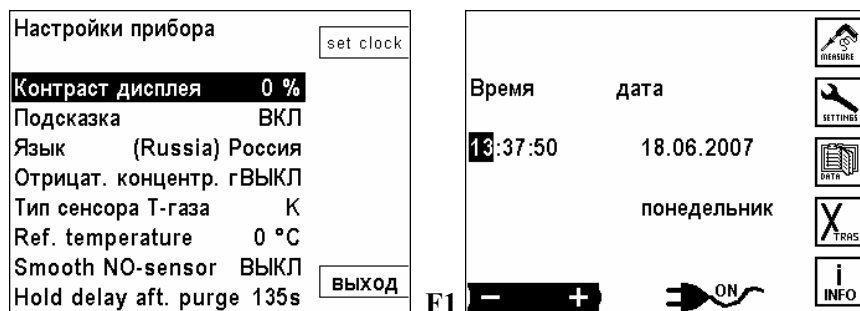 Настройки прибора
set clock
Контраст дисплея 0 %
Подсказка ВКЛ
Язык (Russia) Россия
Отрицат. концентр. гВЫКЛ
Тип сенсора Т-газа K
Ref. temperature 0 °C
Smooth NO-sensor ВЫКЛ
Hold delay aft. purge 135s
выход
F1
Время дата
13:37:50 18.06.2007
понедельник
− +
ON
MEASURE
SETTINGS
DATA
XTRAS
i
INFO